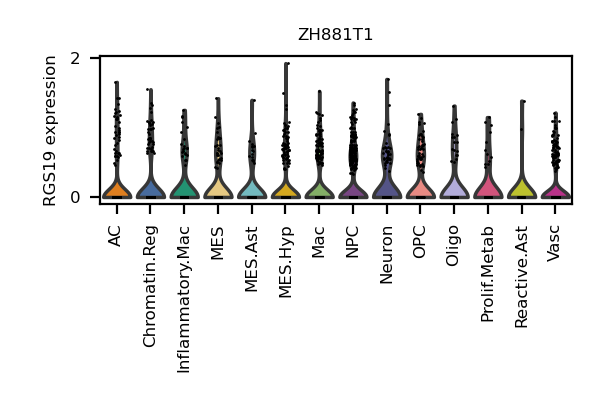 ZH881T1
RGS19 expression
2
0
AC
Chromatin.Reg
Inflammatory.Mac
MES
MES.Ast
MES.Hyp
Mac
NPC
Neuron
OPC
Oligo
Prolif.Metab
Reactive.Ast
Vasc